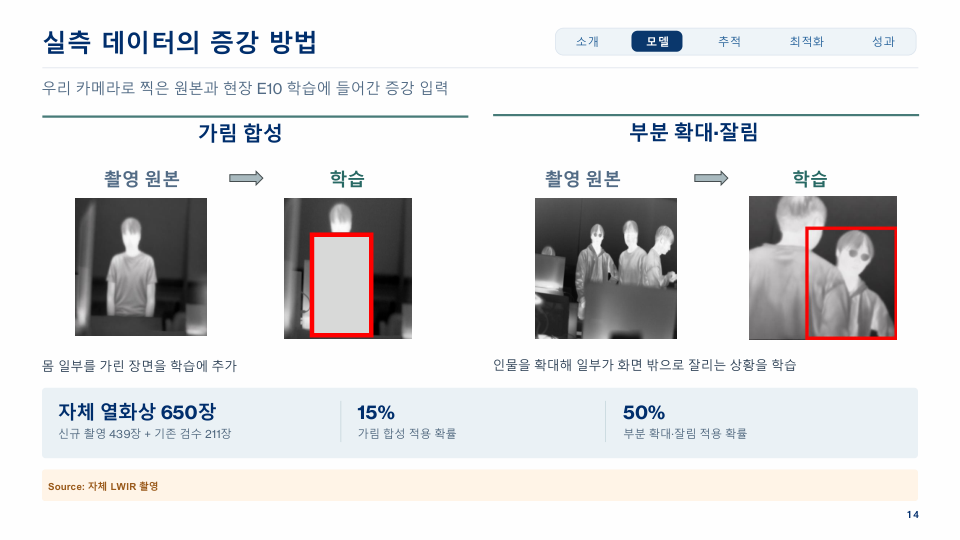 실측 데이터의 증강 방법
소개 모델 추적 최적화 성과
우리 카메라로 찍은 원본과 현장 E10 학습에 들어간 증강 입력
가림 합성
촬영 원본 학습
몸 일부를 가린 장면을 학습에 추가
부분 확대·잘림
촬영 원본 학습
인물을 확대해 일부가 화면 밖으로 잘리는 상황을 학습
자체 열화상 650장
신규 촬영 439장 + 기존 검수 211장
15%
가림 합성 적용 확률
50%
부분 확대·잘림 적용 확률
Source: 자체 LWIR 촬영
14